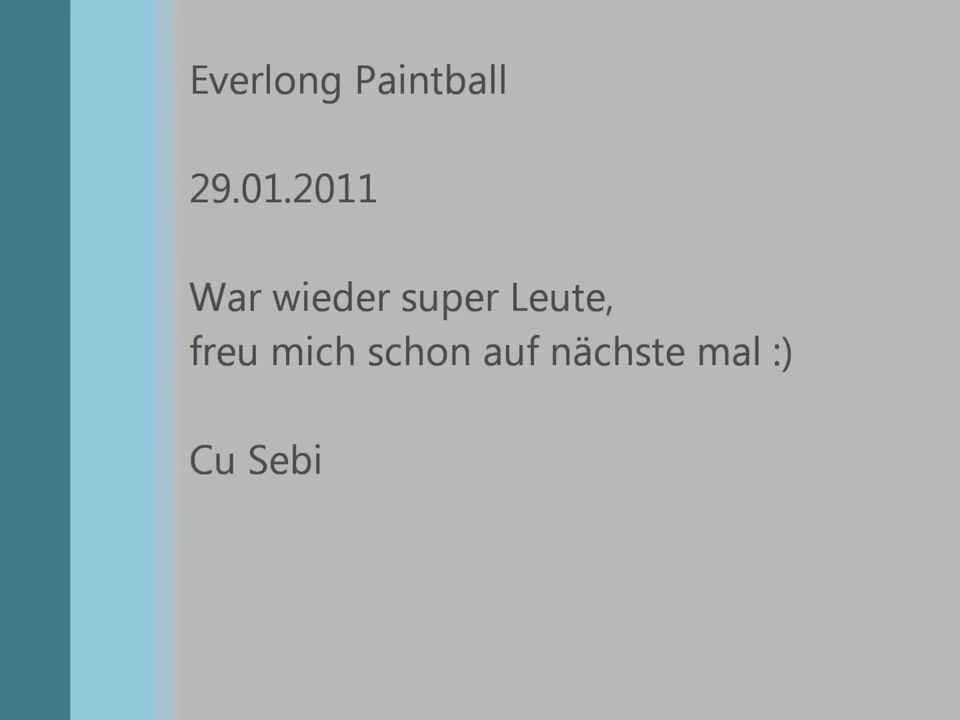 Everlong Paintball
29.01.2011
War wieder super Leute,
freu mich schon auf nächste mal :)
Cu Sebi